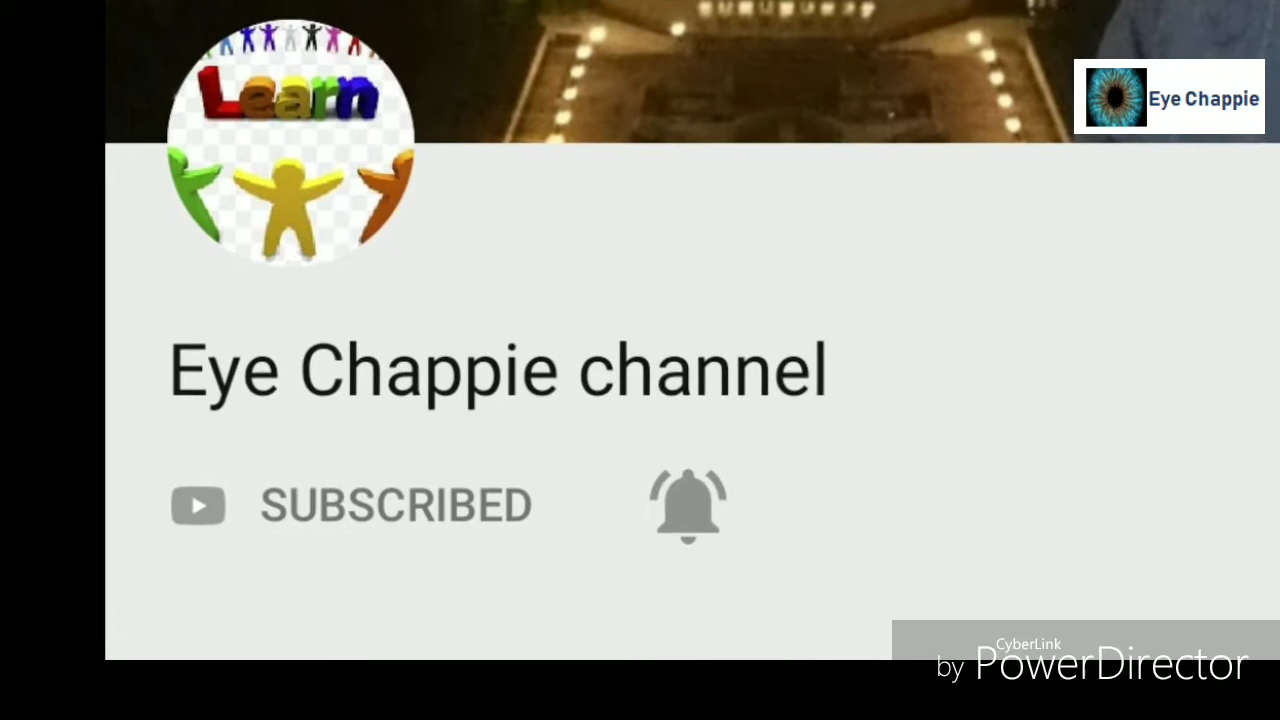 Learn
Eye Chappie
Eye Chappie channel
SUBSCRIBED
CyberLink
by PowerDirector